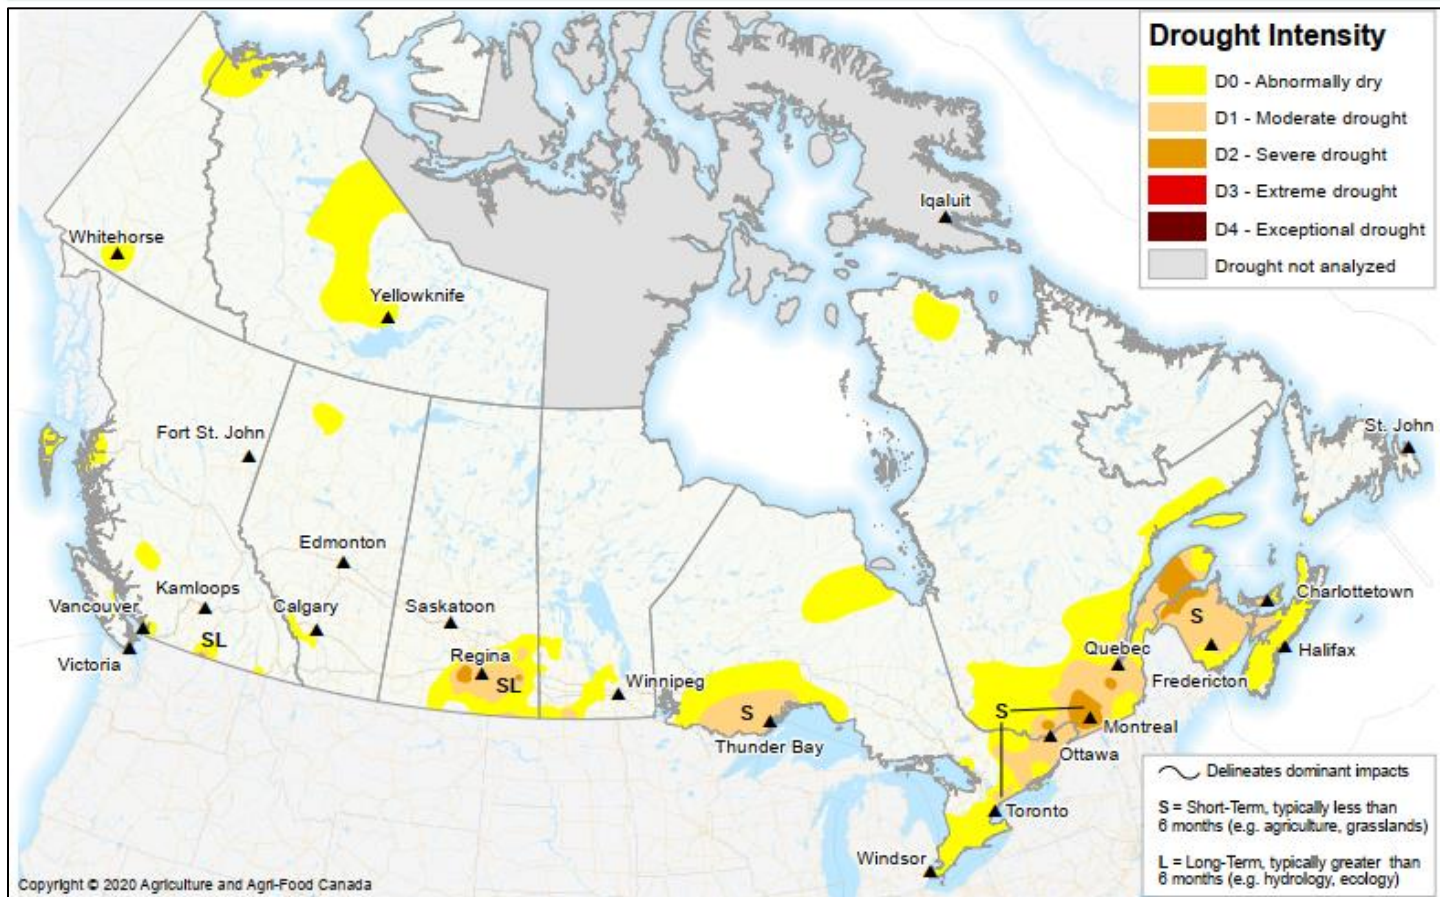 Drought Intensity
D0 - Abnormally dry
D1 - Moderate drought
D2 - Severe drought
D3 - Extreme drought
D4 - Exceptional drought
Drought not analyzed
Iqaluit
Whitehorse
Yellowknife
Fort St. John
St. John
Edmonton
Kamloops
Vancouver
Calgary
Saskatoon
SL
Victoria
Regina
SL
Winnipeg
S
Thunder Bay
S
Charlottetown
Halifax
Quebec
Fredericton
S
Montreal
Ottawa
Toronto
Windsor
Delineates dominant impacts
S = Short-Term, typically less than
6 months (e.g. agriculture, grasslands)
L = Long-Term, typically greater than
6 months (e.g. hydrology, ecology)
Copyright © 2020 Agriculture and Agri-Food Canada